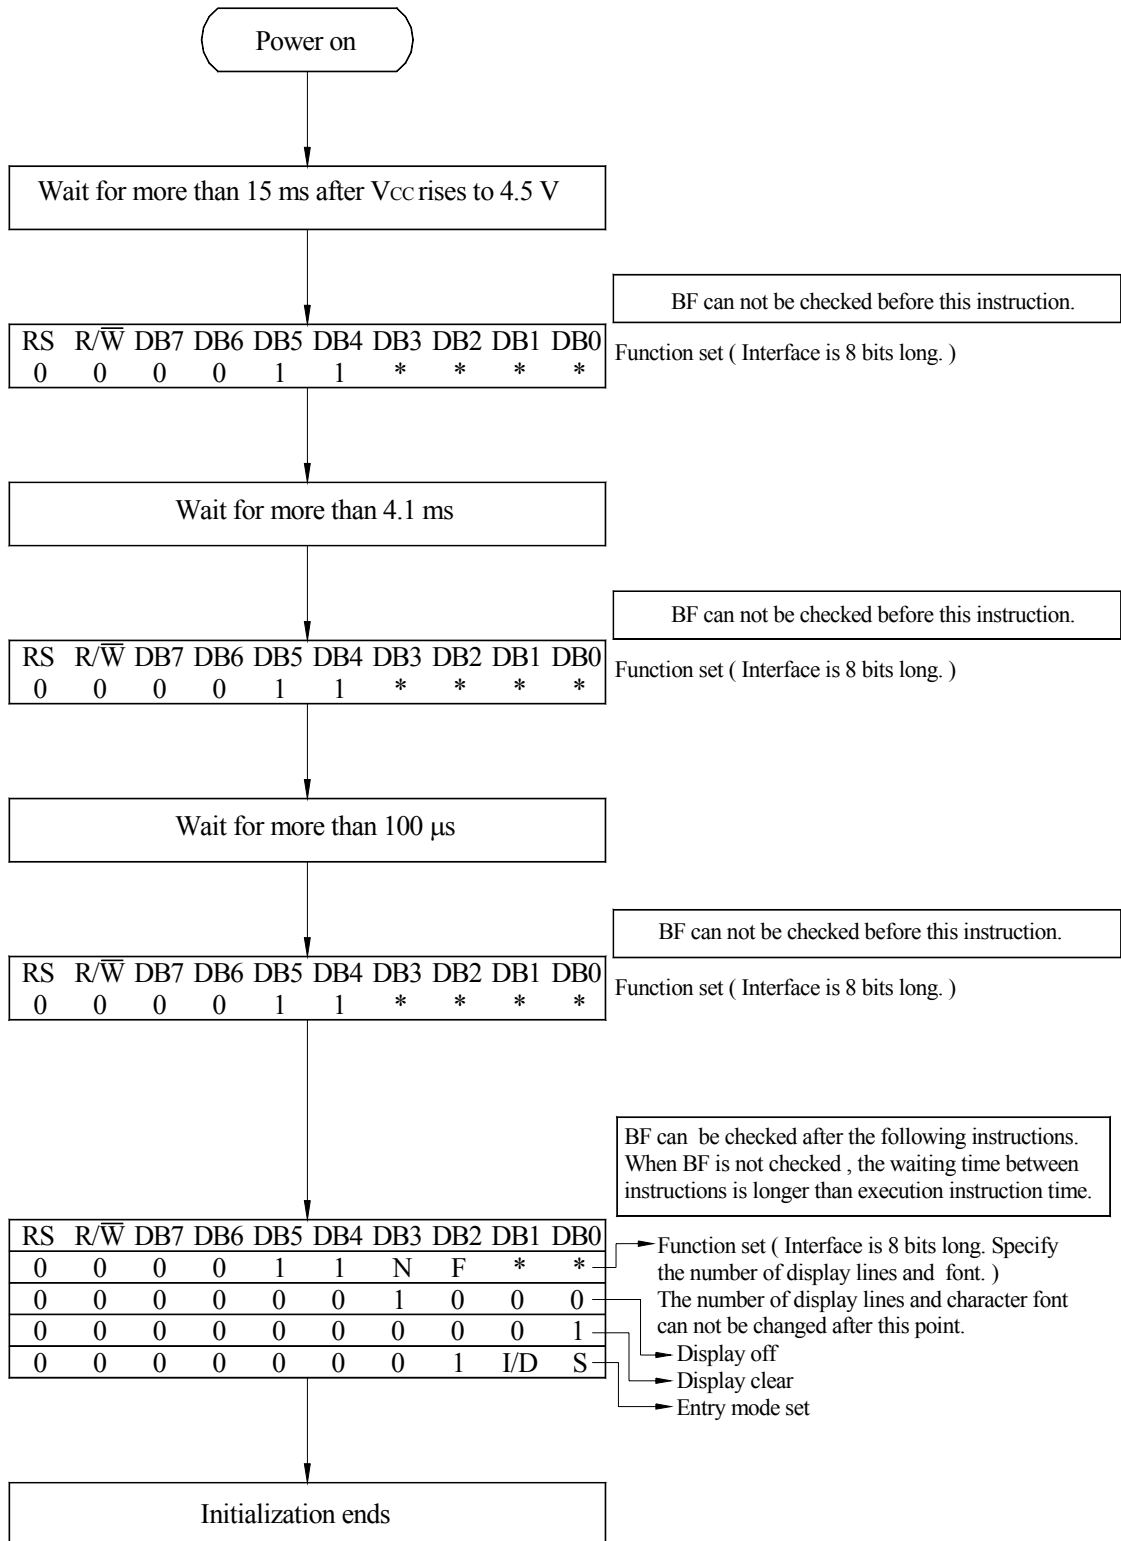 Power on
Wait for more than 15 ms after VCC rises to 4.5 V
BF can not be checked before this instruction.
RS R/W̅ DB7 DB6 DB5 DB4 DB3 DB2 DB1 DB0
0 0 0 0 1 1 * * * *
Function set ( Interface is 8 bits long. )
Wait for more than 4.1 ms
BF can not be checked before this instruction.
RS R/W̅ DB7 DB6 DB5 DB4 DB3 DB2 DB1 DB0
0 0 0 0 1 1 * * * *
Function set ( Interface is 8 bits long. )
Wait for more than 100 μs
BF can not be checked before this instruction.
RS R/W̅ DB7 DB6 DB5 DB4 DB3 DB2 DB1 DB0
0 0 0 0 1 1 * * * *
Function set ( Interface is 8 bits long. )
BF can be checked after the following instructions.
When BF is not checked , the waiting time between
instructions is longer than execution instruction time.
RS R/W̅ DB7 DB6 DB5 DB4 DB3 DB2 DB1 DB0
0 0 0 0 1 1 N F * *
0 0 0 0 0 0 1 0 0 0
0 0 0 0 0 0 0 0 0 1
0 0 0 0 0 0 0 1 I/D S
Function set ( Interface is 8 bits long. Specify
the number of display lines and font. )
The number of display lines and character font
can not be changed after this point.
Display off
Display clear
Entry mode set
Initialization ends